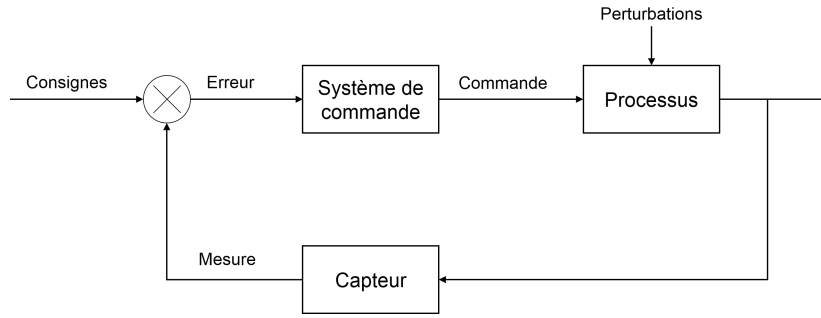 Perturbations
Consignes
Erreur
Système de
commande
Commande
Processus
Mesure
Capteur